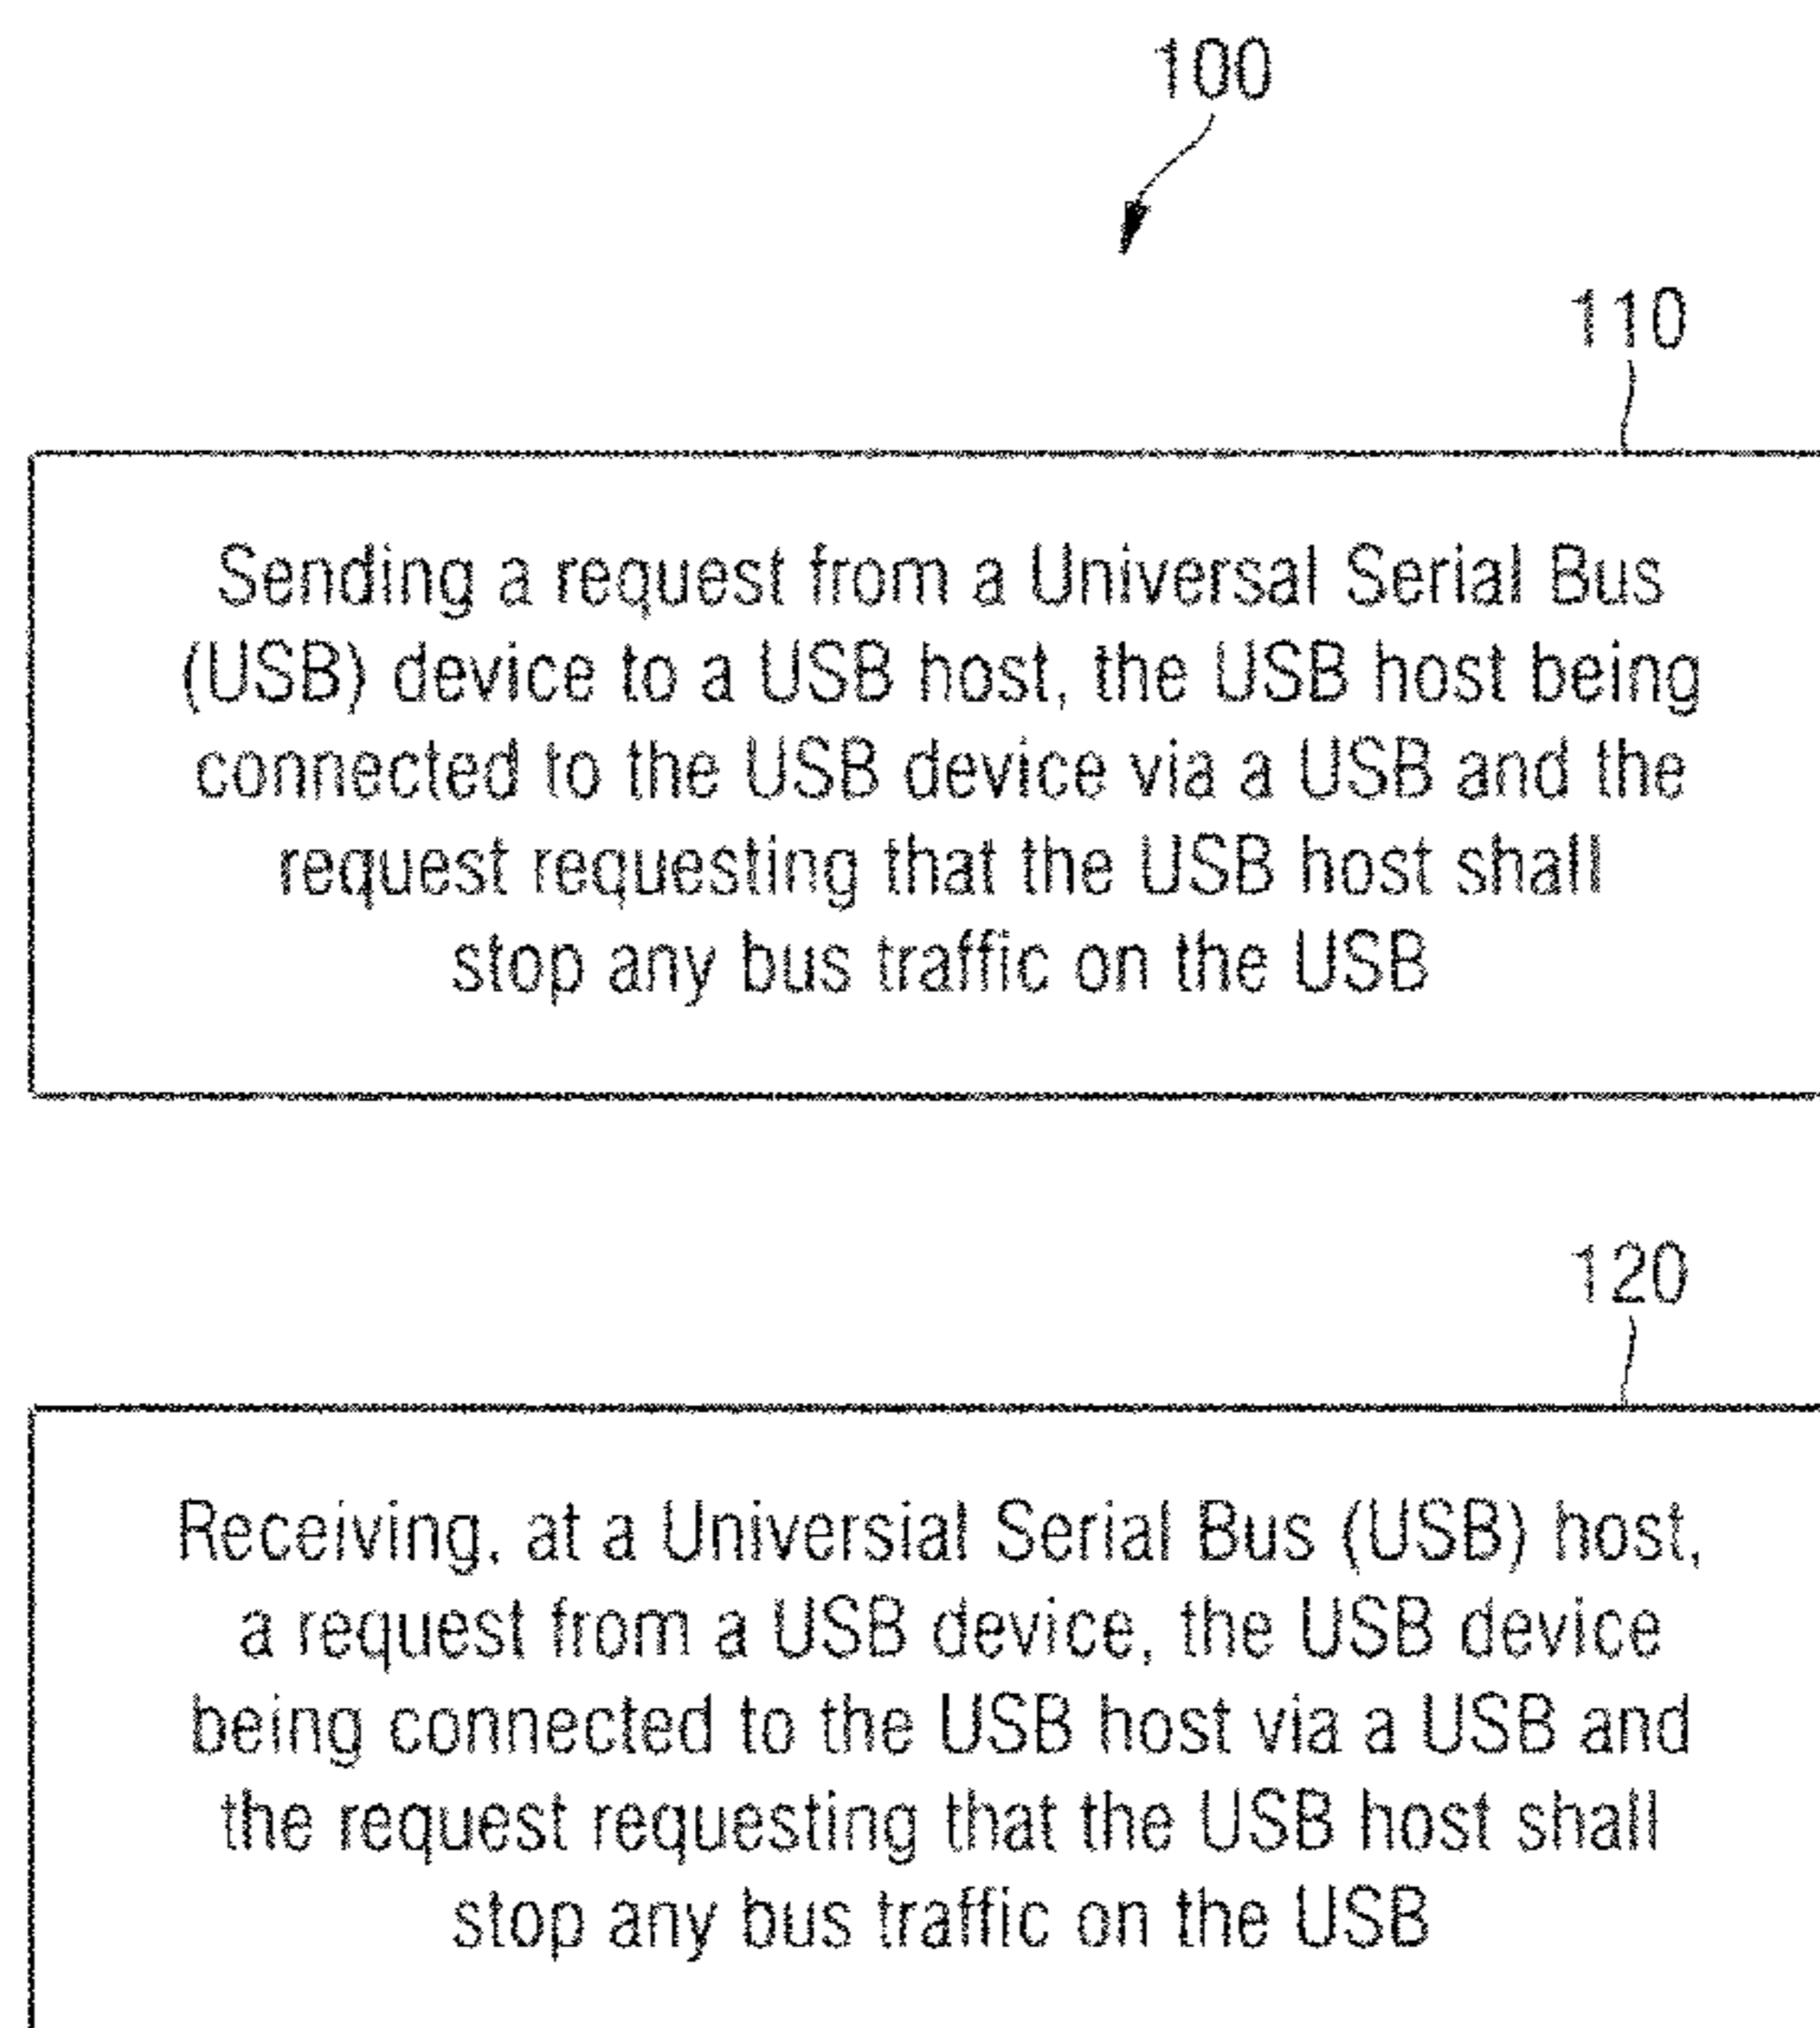 100
110
Sending a request from a Universal Serial Bus
(USB) device to a USB host, the USB host being
connected to the USB device via a USB and the
request requesting that the USB host shall
stop any bus traffic on the USB
120
Receiving, at a Universial Serial Bus (USB) host,
a request from a USB device, the USB device
being connected to the USB host via a USB and
the request requesting that the USB host shall
stop any bus traffic on the USB